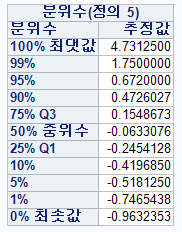 분위수(정의 5)
분위수 추정값
100% 최댓값 4.7312500
99% 1.7500000
95% 0.6720000
90% 0.4726027
75% Q3 0.1548673
50% 중위수 -0.0633076
25% Q1 -0.2454128
10% -0.4196850
5% -0.5181250
1% -0.7465438
0% 최솟값 -0.9632353